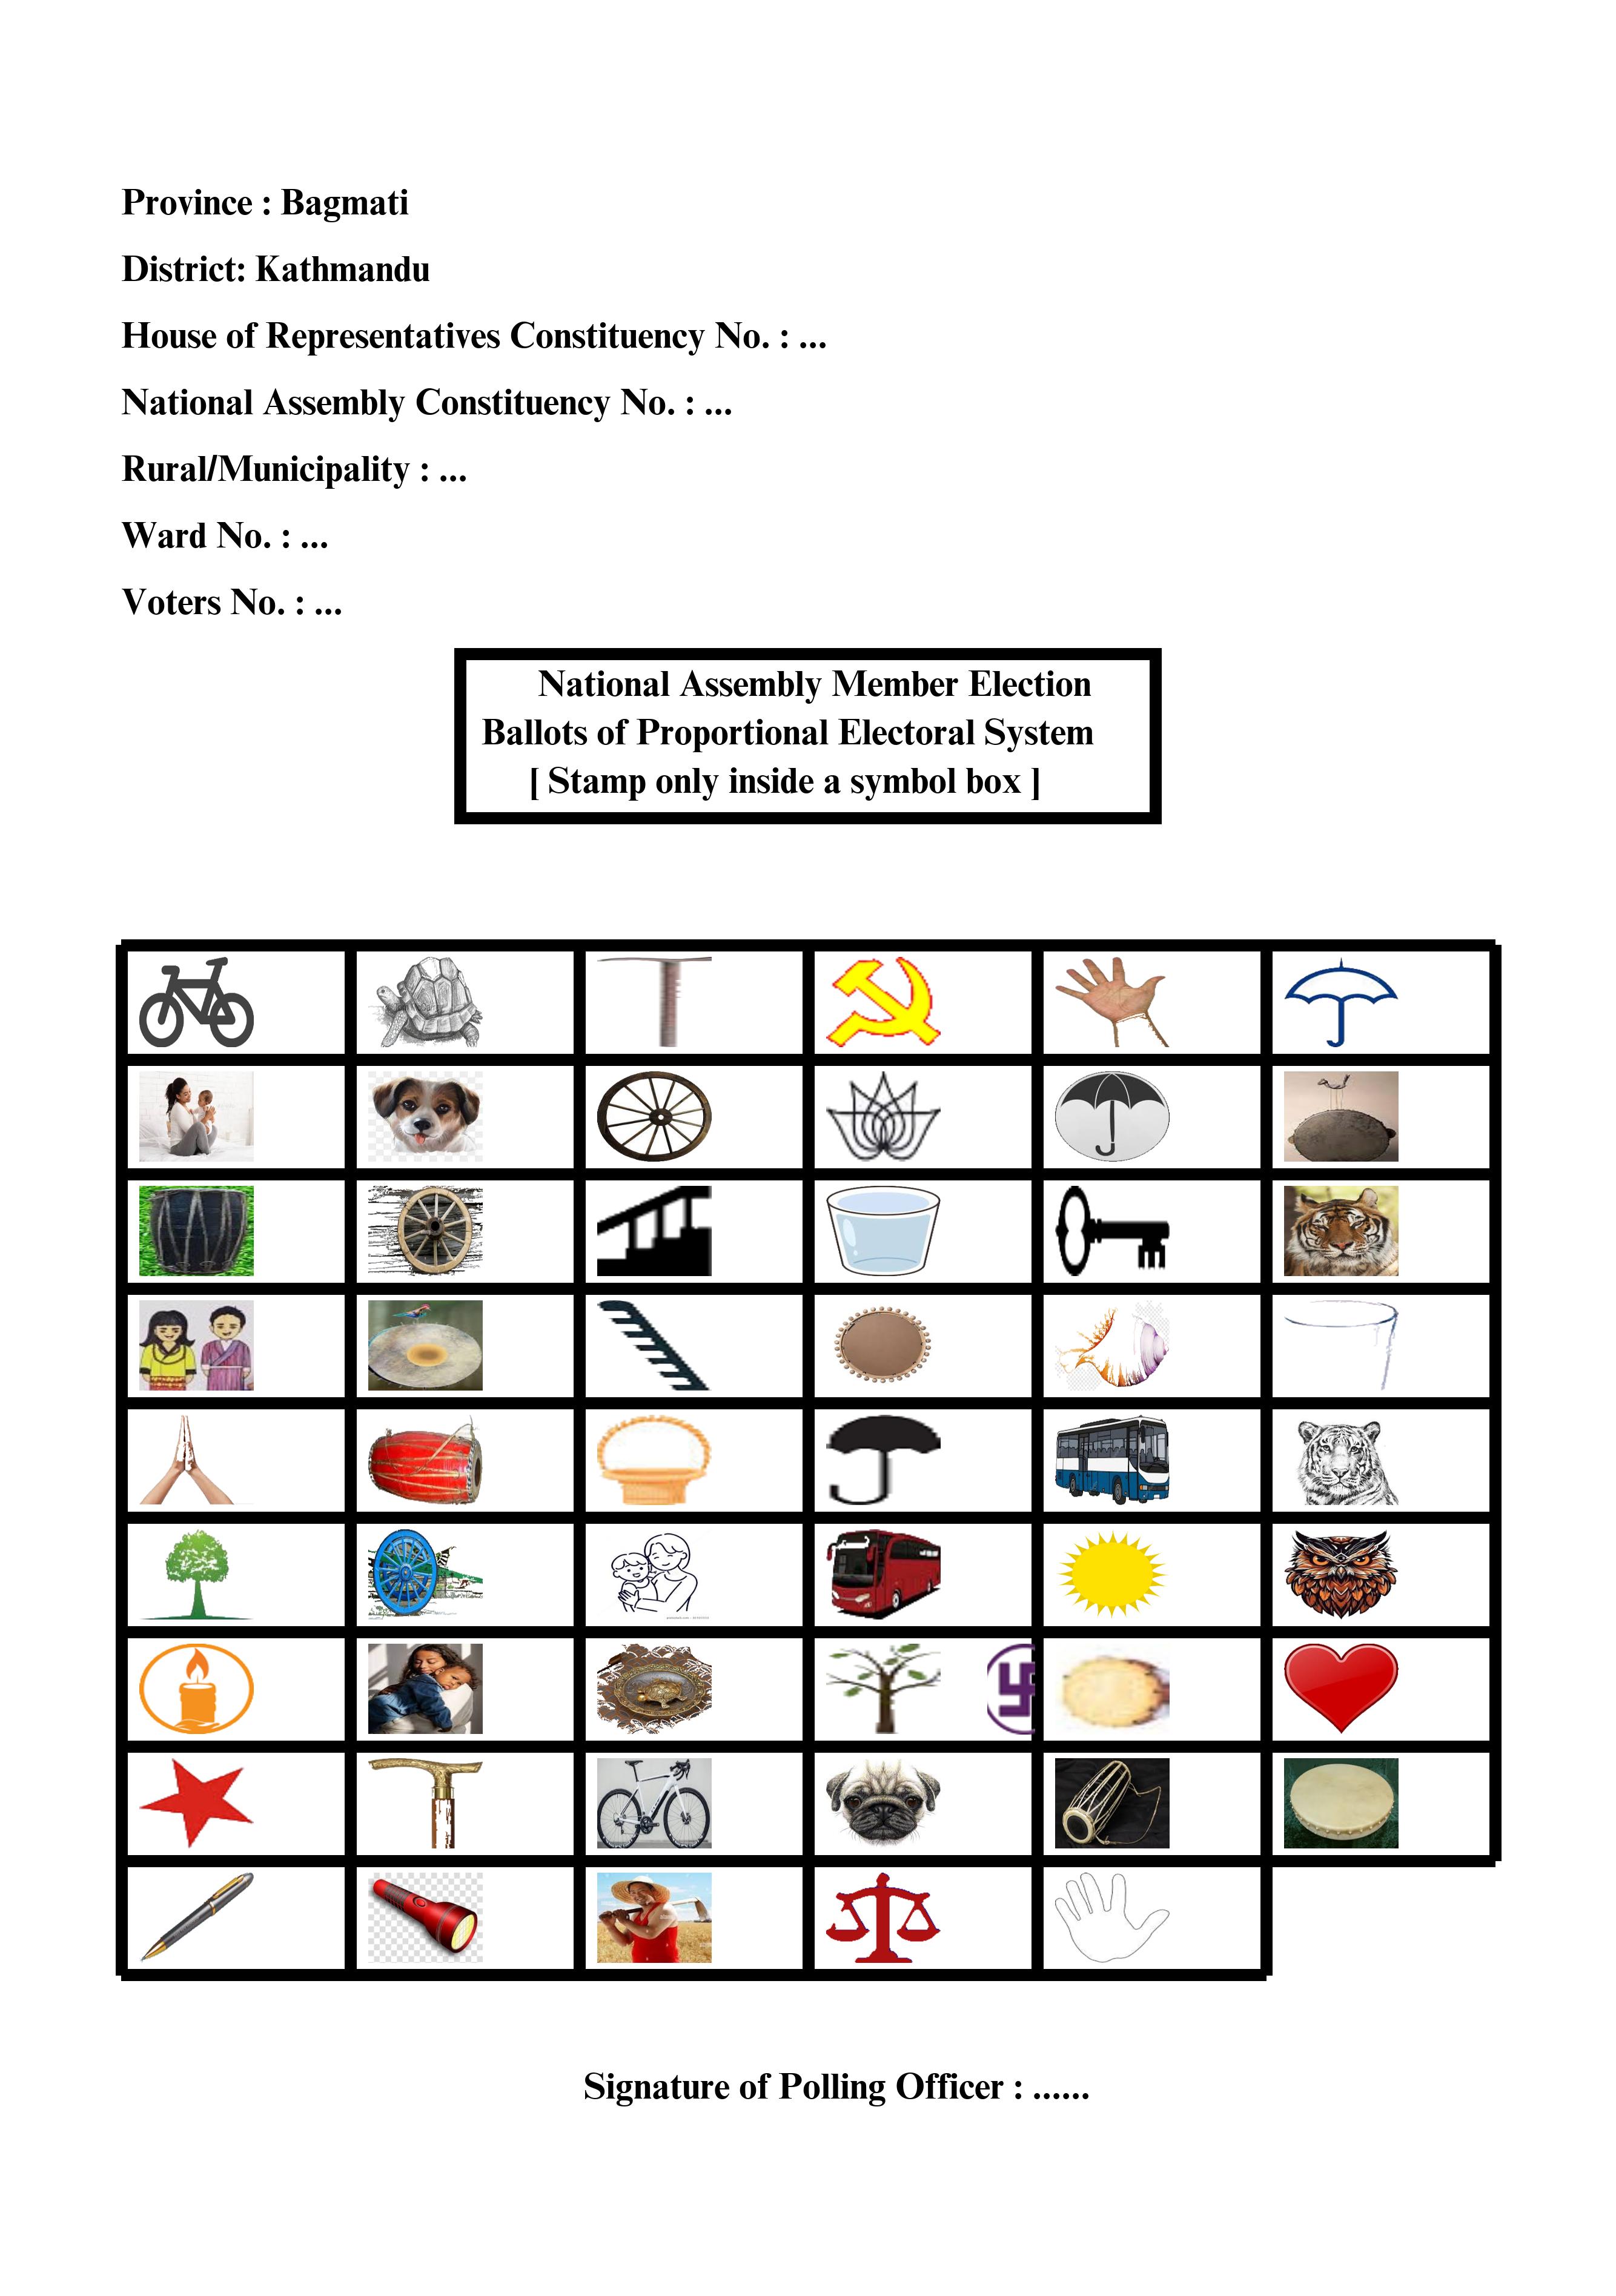 Province : Bagmati
District: Kathmandu
House of Representatives Constituency No. : ...
National Assembly Constituency No. : ...
Rural/Municipality : ...
Ward No. : ...
Voters No. : ...
National Assembly Member Election
Ballots of Proportional Electoral System
[ Stamp only inside a symbol box ]
Signature of Polling Officer : ......